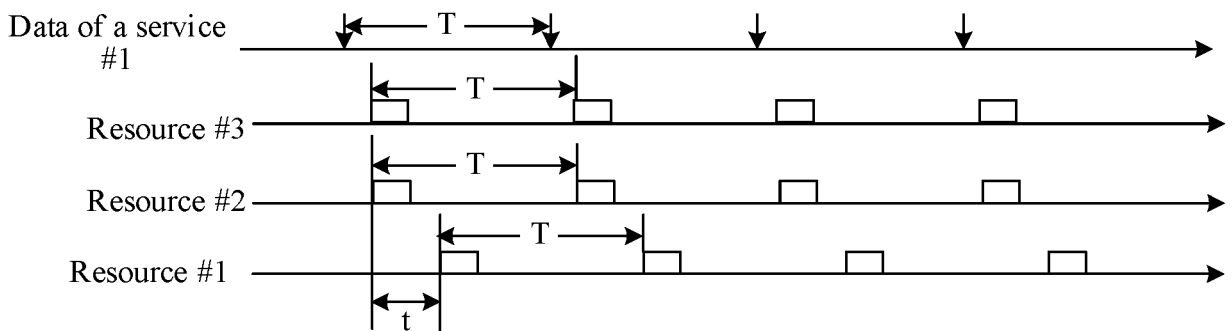 Data of a service
#1
T
T
Resource #3
T
Resource #2
T
Resource #1
t